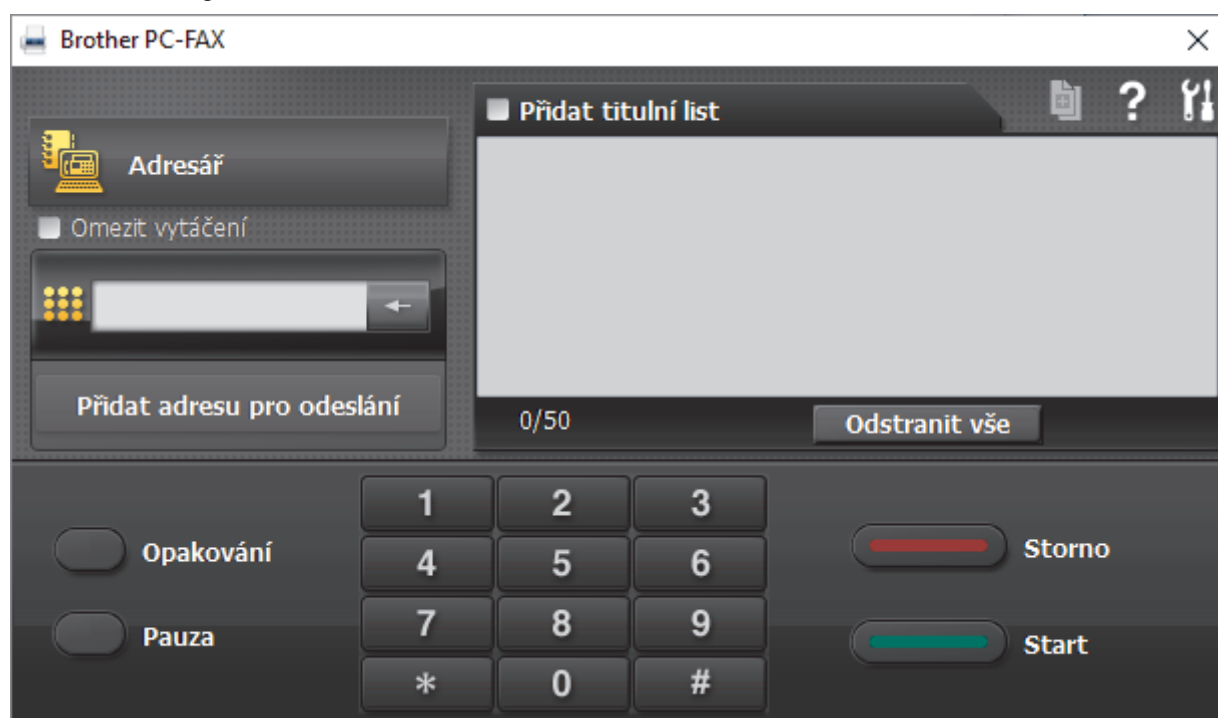 Brother PC-FAX
Přidat titulní list
?
Adresář
Omezit vytáčení
Přidat adresu pro odeslání
0/50
Odstranit vše
1 2 3
4 5 6
7 8 9
* 0 #
Opakování
Pauza
Storno
Start